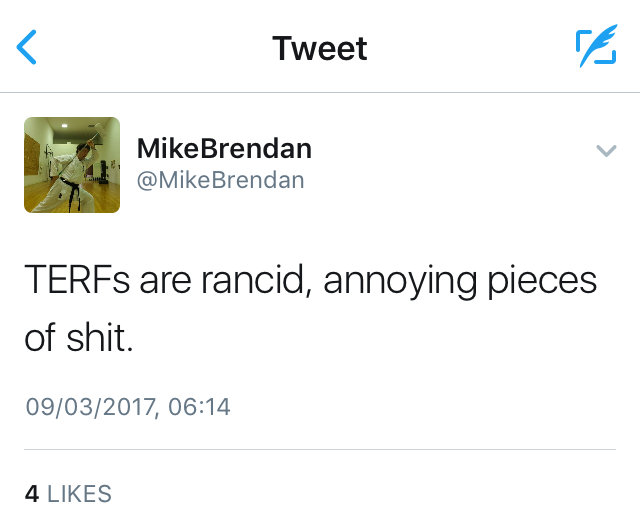 Tweet
MikeBrendan
@MikeBrendan
TERFs are rancid, annoying pieces
of shit.
09/03/2017, 06:14
4 LIKES